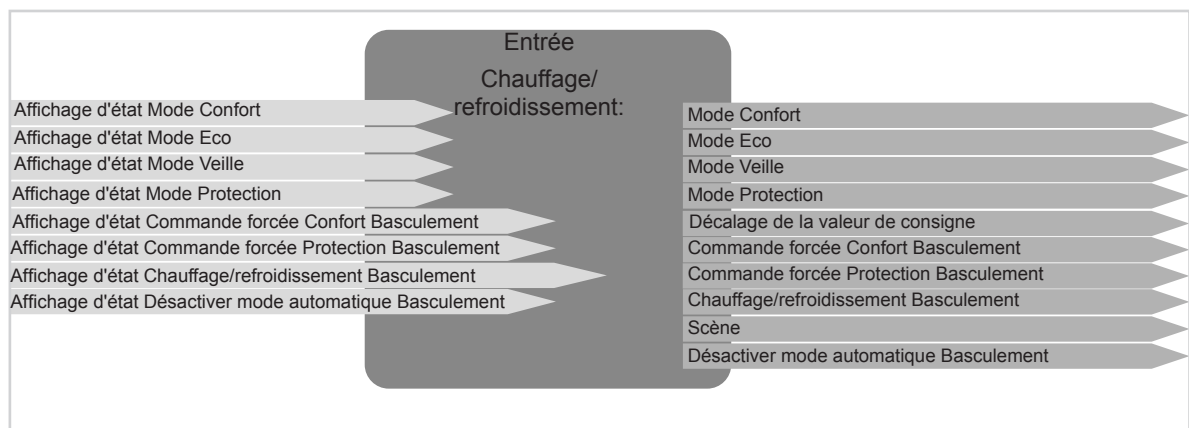 Entrée
Chauffage/
refroidissement:
Affichage d'état Mode Confort
Affichage d'état Mode Eco
Affichage d'état Mode Veille
Affichage d'état Mode Protection
Affichage d'état Commande forcée Confort Basculement
Affichage d'état Commande forcée Protection Basculement
Affichage d'état Chauffage/refroidissement Basculement
Affichage d'état Désactiver mode automatique Basculement
Mode Confort
Mode Eco
Mode Veille
Mode Protection
Décalage de la valeur de consigne
Commande forcée Confort Basculement
Commande forcée Protection Basculement
Chauffage/refroidissement Basculement
Scène
Désactiver mode automatique Basculement